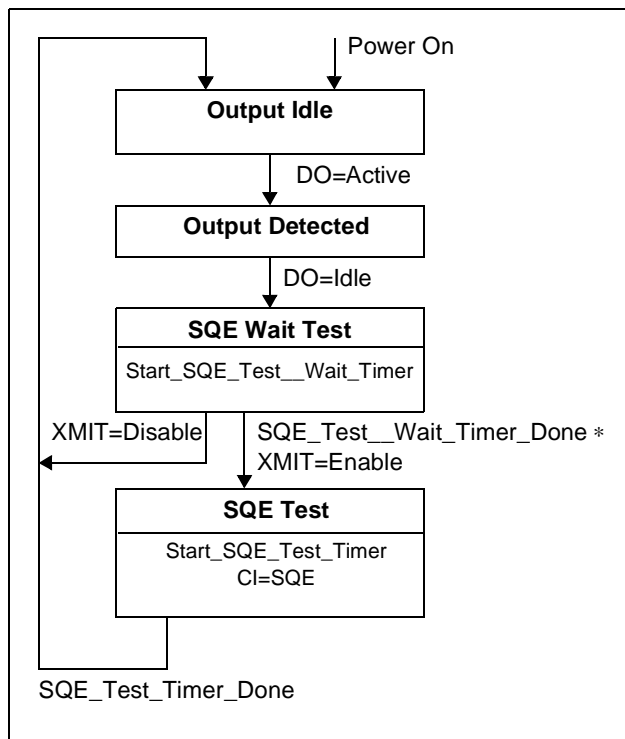 Power On
Output Idle
DO=Active
Output Detected
DO=Idle
SQE Wait Test
Start_SQE_Test__Wait_Timer
XMIT=Disable
SQE_Test__Wait_Timer_Done *
XMIT=Enable
SQE Test
Start_SQE_Test_Timer
CI=SQE
SQE_Test_Timer_Done